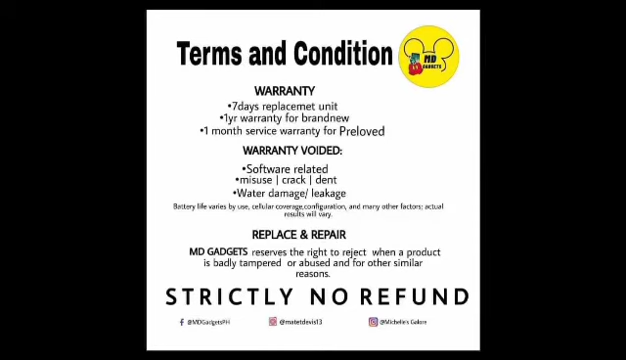 Terms and Condition
MD
GADGETS
WARRANTY
•7days replacemet unit
•1yr warranty for brandnew
•1 month service warranty for Preloved
WARRANTY VOIDED:
•Software related
•misuse | crack | dent
•Water damage/ leakage
Battery life varies by use, cellular coverage,configuration, and many other factors; actual
results will vary.
REPLACE & REPAIR
MD GADGETS reserves the right to reject when a product
is badly tampered or abused and for other similar
reasons.
STRICTLY NO REFUND
@MDGadgetsPH @matetdevis13 @Michelle's Galore